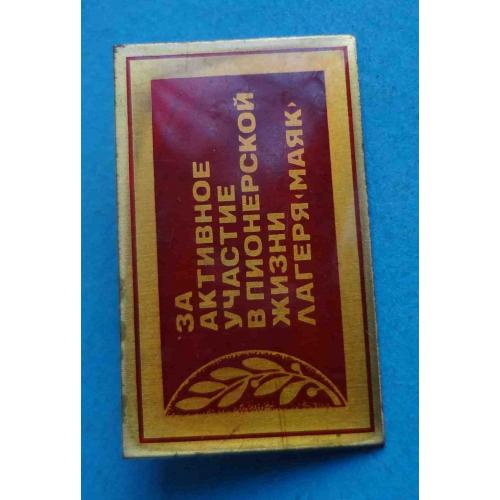 ЗА
АКТИВНОЕ
УЧАСТИЕ
В ПИОНЕРСКОЙ
ЖИЗНИ
ЛАГЕРЯ ‹МАЯК›